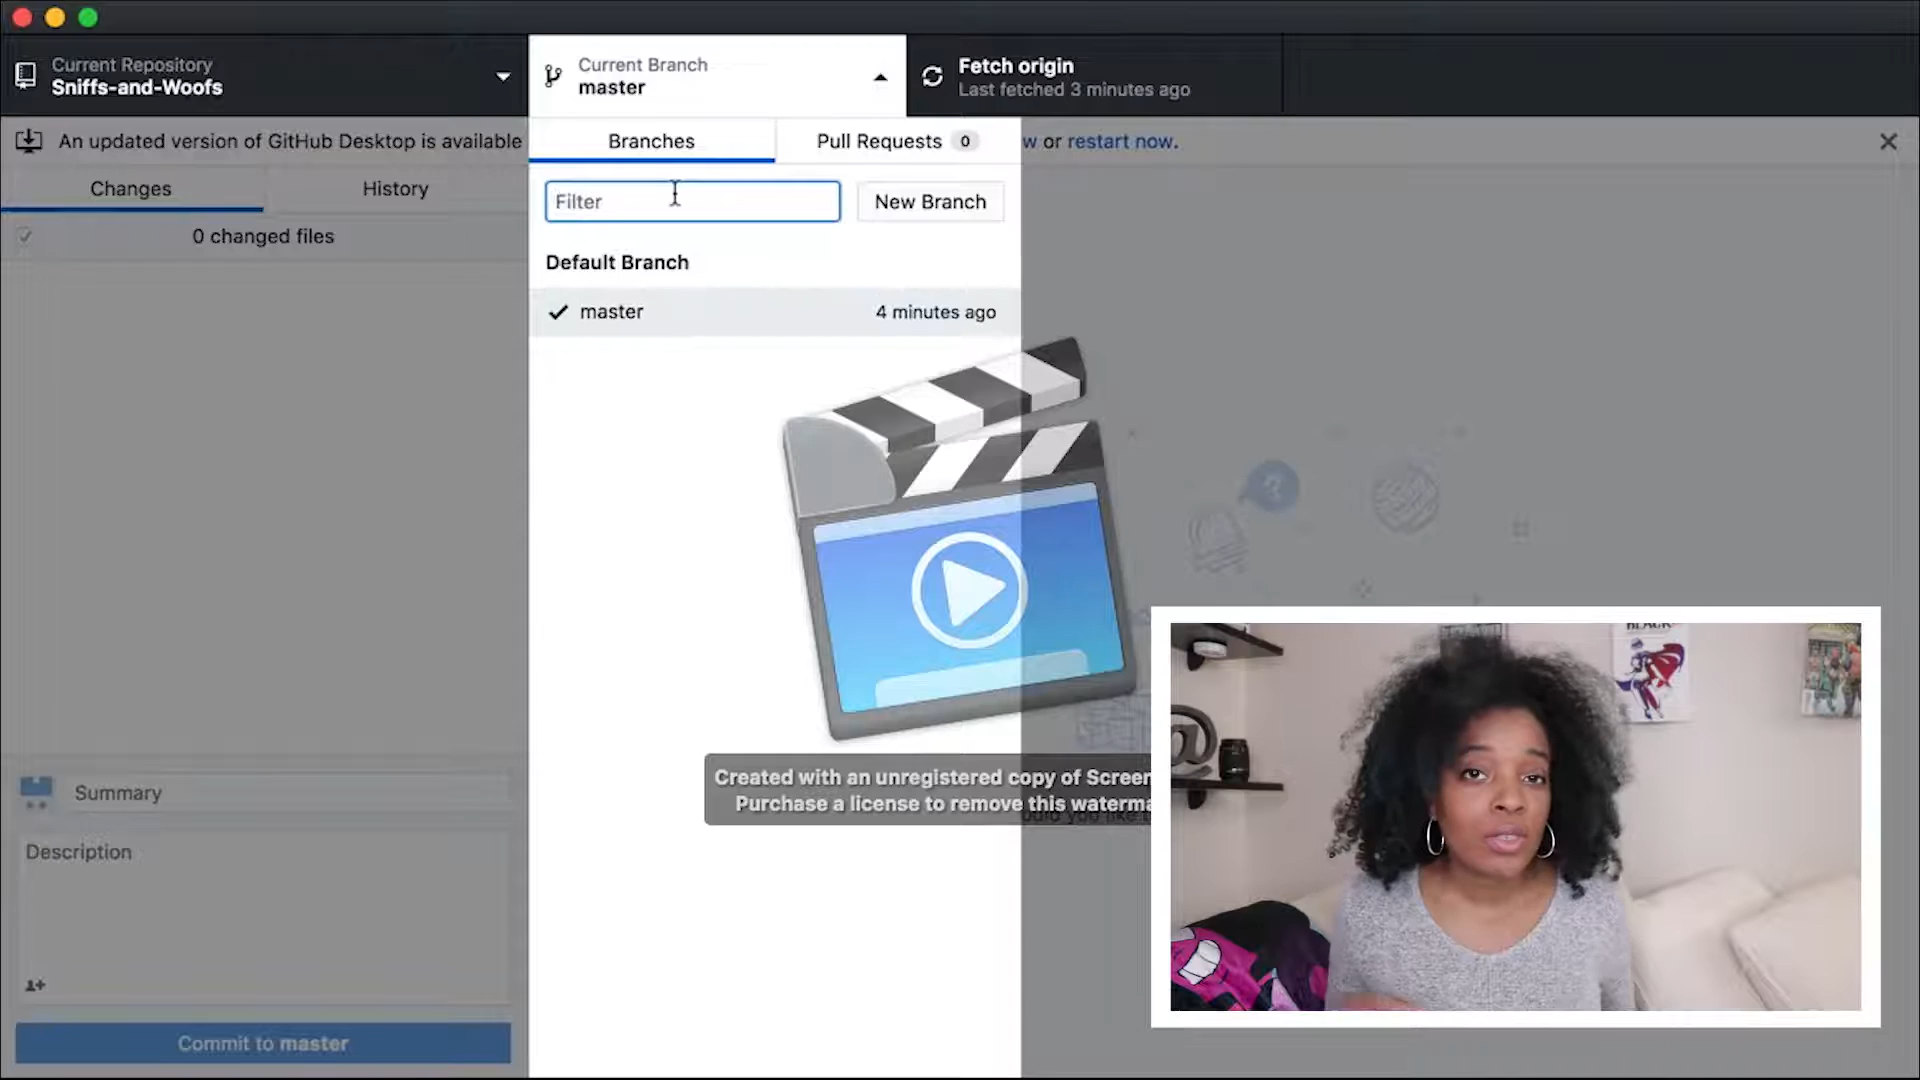 Current Repository
Sniffs-and-Woofs
Current Branch
master
Fetch origin
Last fetched 3 minutes ago
An updated version of GitHub Desktop is available
w or restart now.
Branches
Pull Requests 0
Changes
History
Filter
New Branch
0 changed files
Default Branch
master
4 minutes ago
Created with an unregistered copy of Screen
Purchase a license to remove this waterma
you like
Summary
Description
Commit to master
BLACK
@